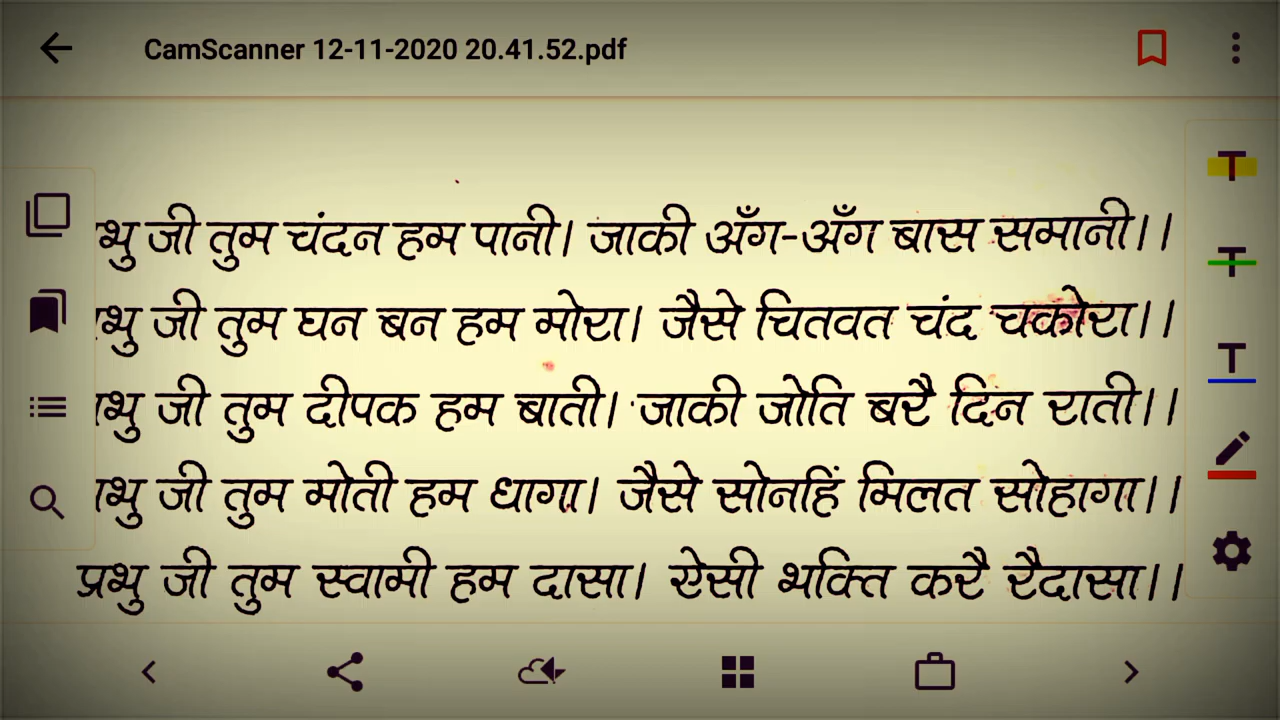 CamScanner 12-11-2020 20.41.52.pdf
भु जी तुम चंदन हम पानी। जाकी अँग-अँग बास समानी।।
भु जी तुम घन बन हम मोरा। जैसे चितवत चंद चकोरा।।
भु जी तुम दीपक हम बाती। जाकी जोति बरै दिन राती।।
भु जी तुम मोती हम धागा। जैसे सोनहिं मिलत सोहागा।।
प्रभु जी तुम स्वामी हम दासा। ऐसी भक्ति करै रैदासा।।